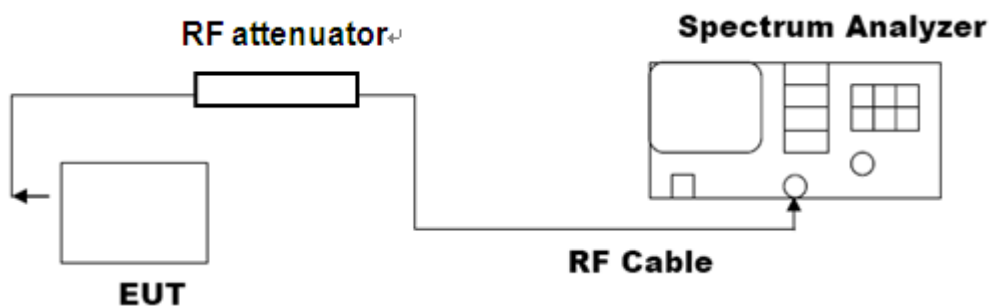 RF attenuator↵
Spectrum Analyzer
RF Cable
EUT